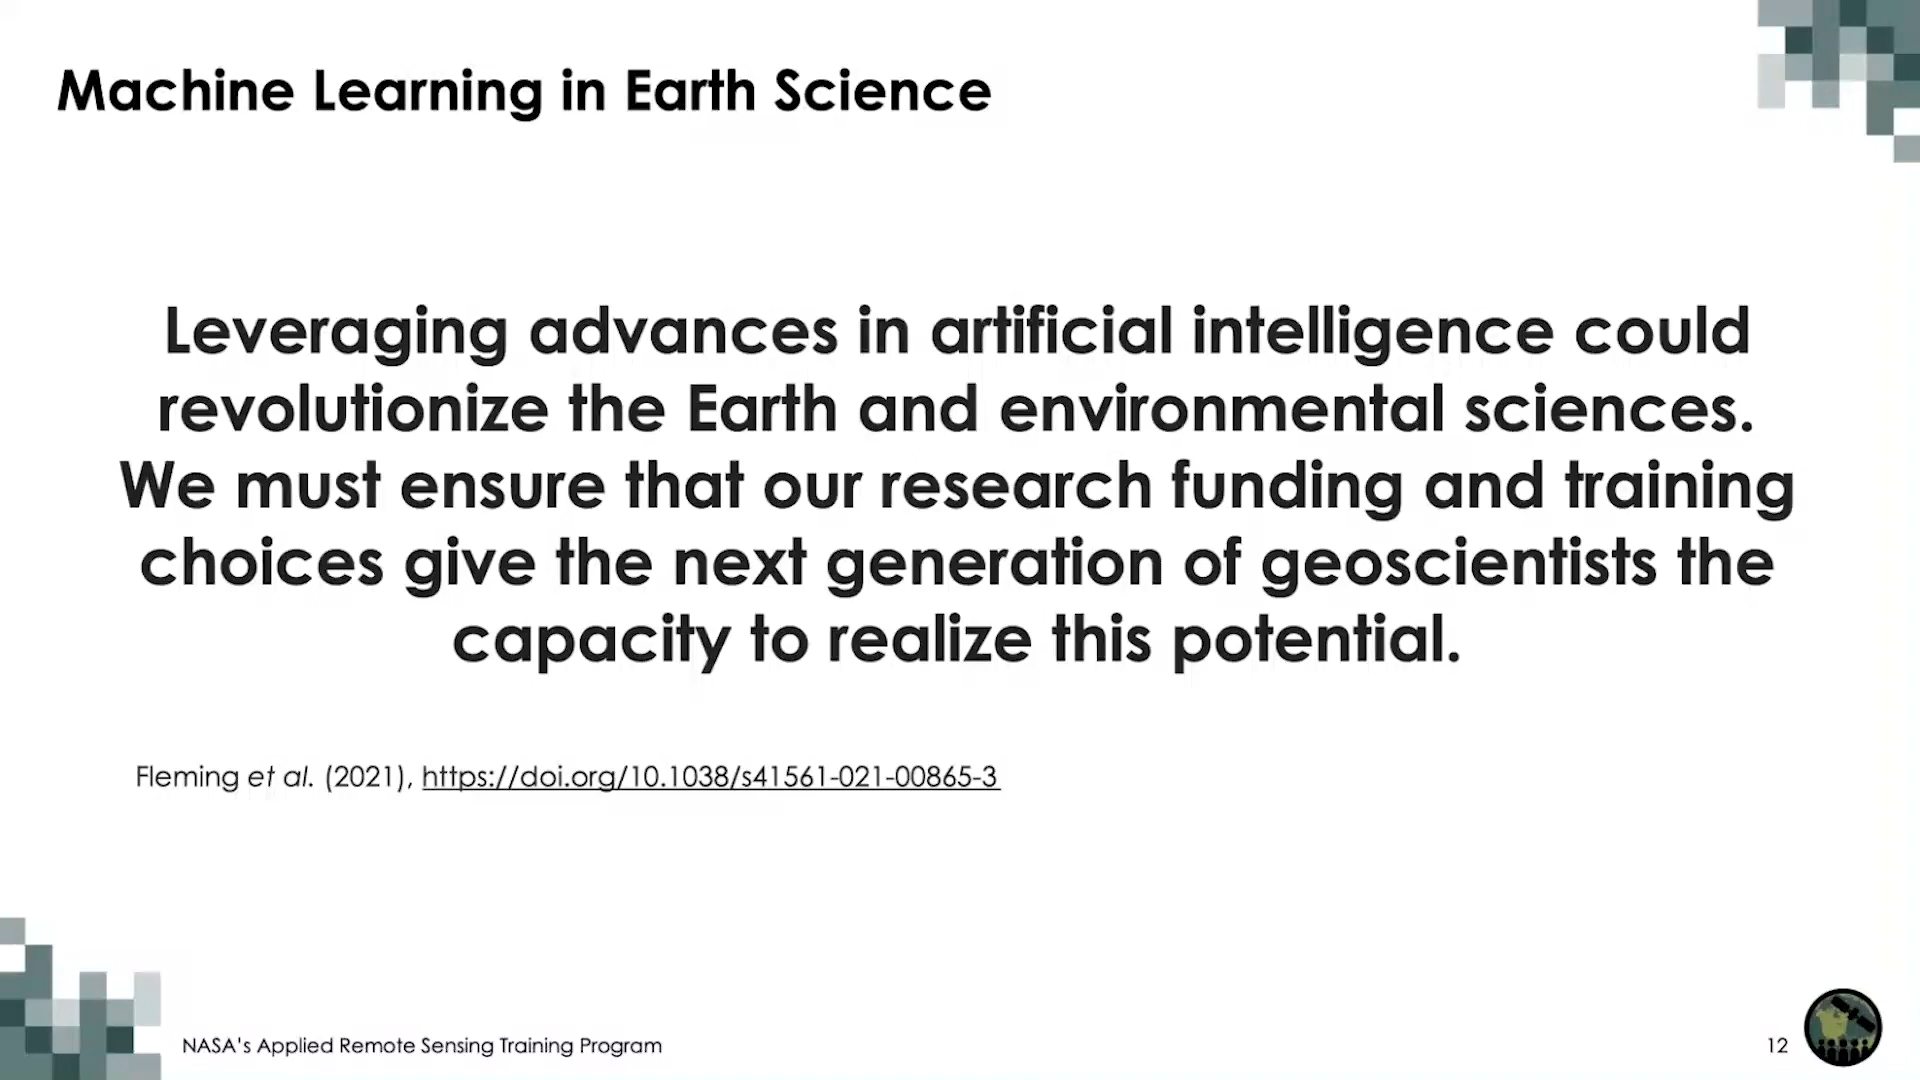 Machine Learning in Earth Science
Leveraging advances in artificial intelligence could
revolutionize the Earth and environmental sciences.
We must ensure that our research funding and training
choices give the next generation of geoscientists the
capacity to realize this potential.
Fleming et al. (2021), https://doi.org/10.1038/s41561-021-00865-3
NASA's Applied Remote Sensing Training Program
12